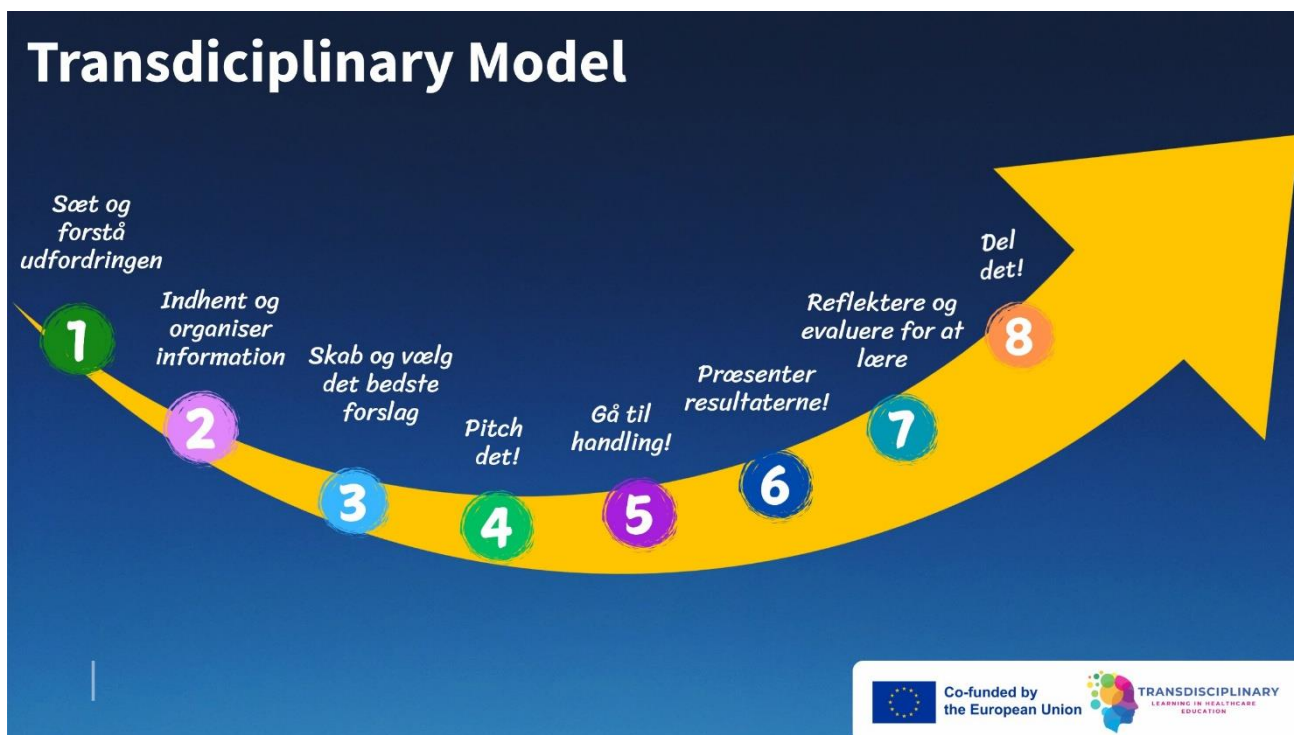 Transdiciplinary Model
Sæt og
forstå
udfordringen
1
Indhent og
organiser
information
2
Skab og vælg
det bedste
forslag
3
Pitch
det!
4
Gå til
handling!
5
Præsenter
resultaterne!
6
Reflektere og
evaluere for at
lære
7
Del
det!
8
Co-funded by
the European Union
TRANSDISCIPLINARY
LEARNING IN HEALTHCARE
EDUCATION